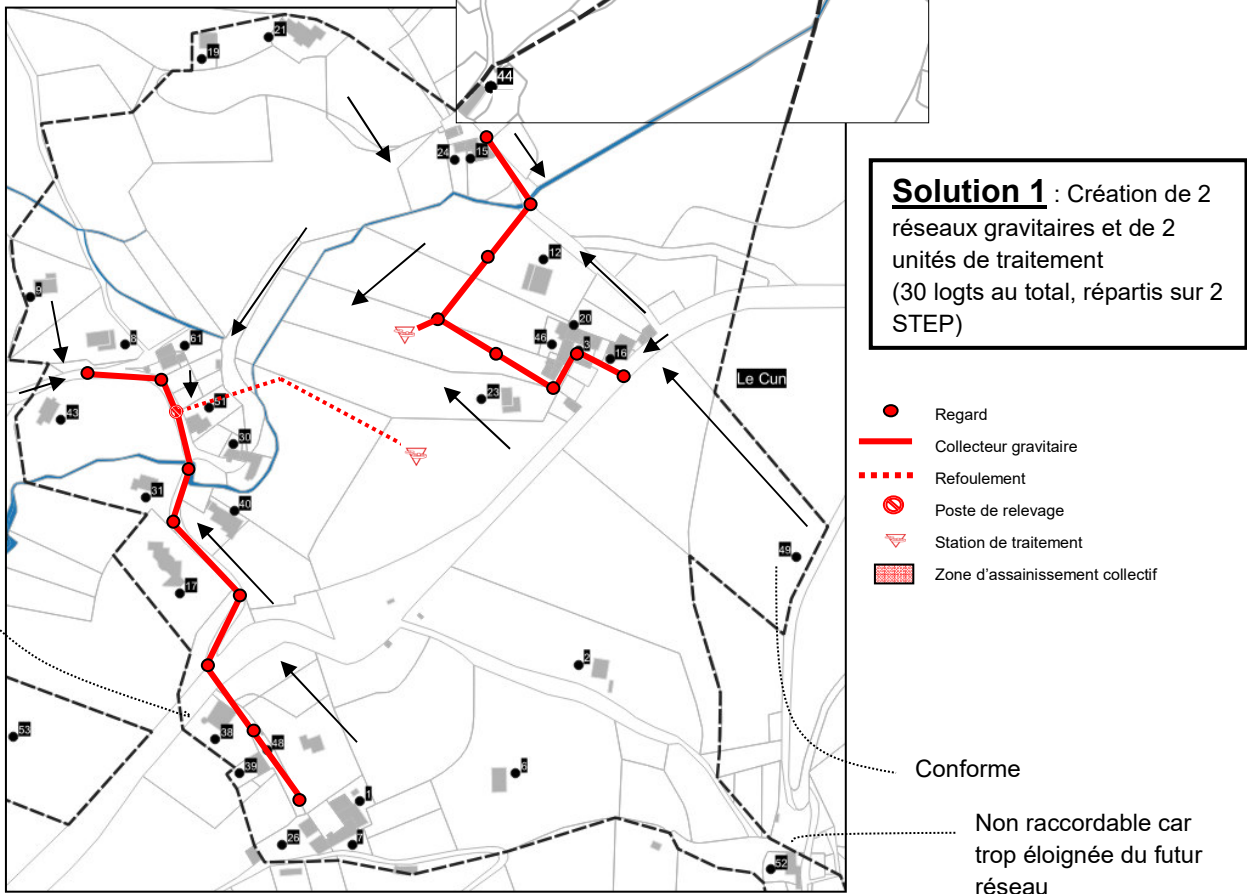 21
19
44
24
15
Solution 1 : Création de 2
réseaux gravitaires et de 2
unités de traitement
(30 logts au total, répartis sur 2
STEP)
12
9
20
8
61
46
3
16
Le Cun
23
51
43
30
Regard
Collecteur gravitaire
Refoulement
Poste de relevage
Station de traitement
Zone d'assainissement collectif
31
40
49
17
2
53
38
48
39
6
Conforme
1
26
7
52
Non raccordable car
trop éloignée du futur
réseau